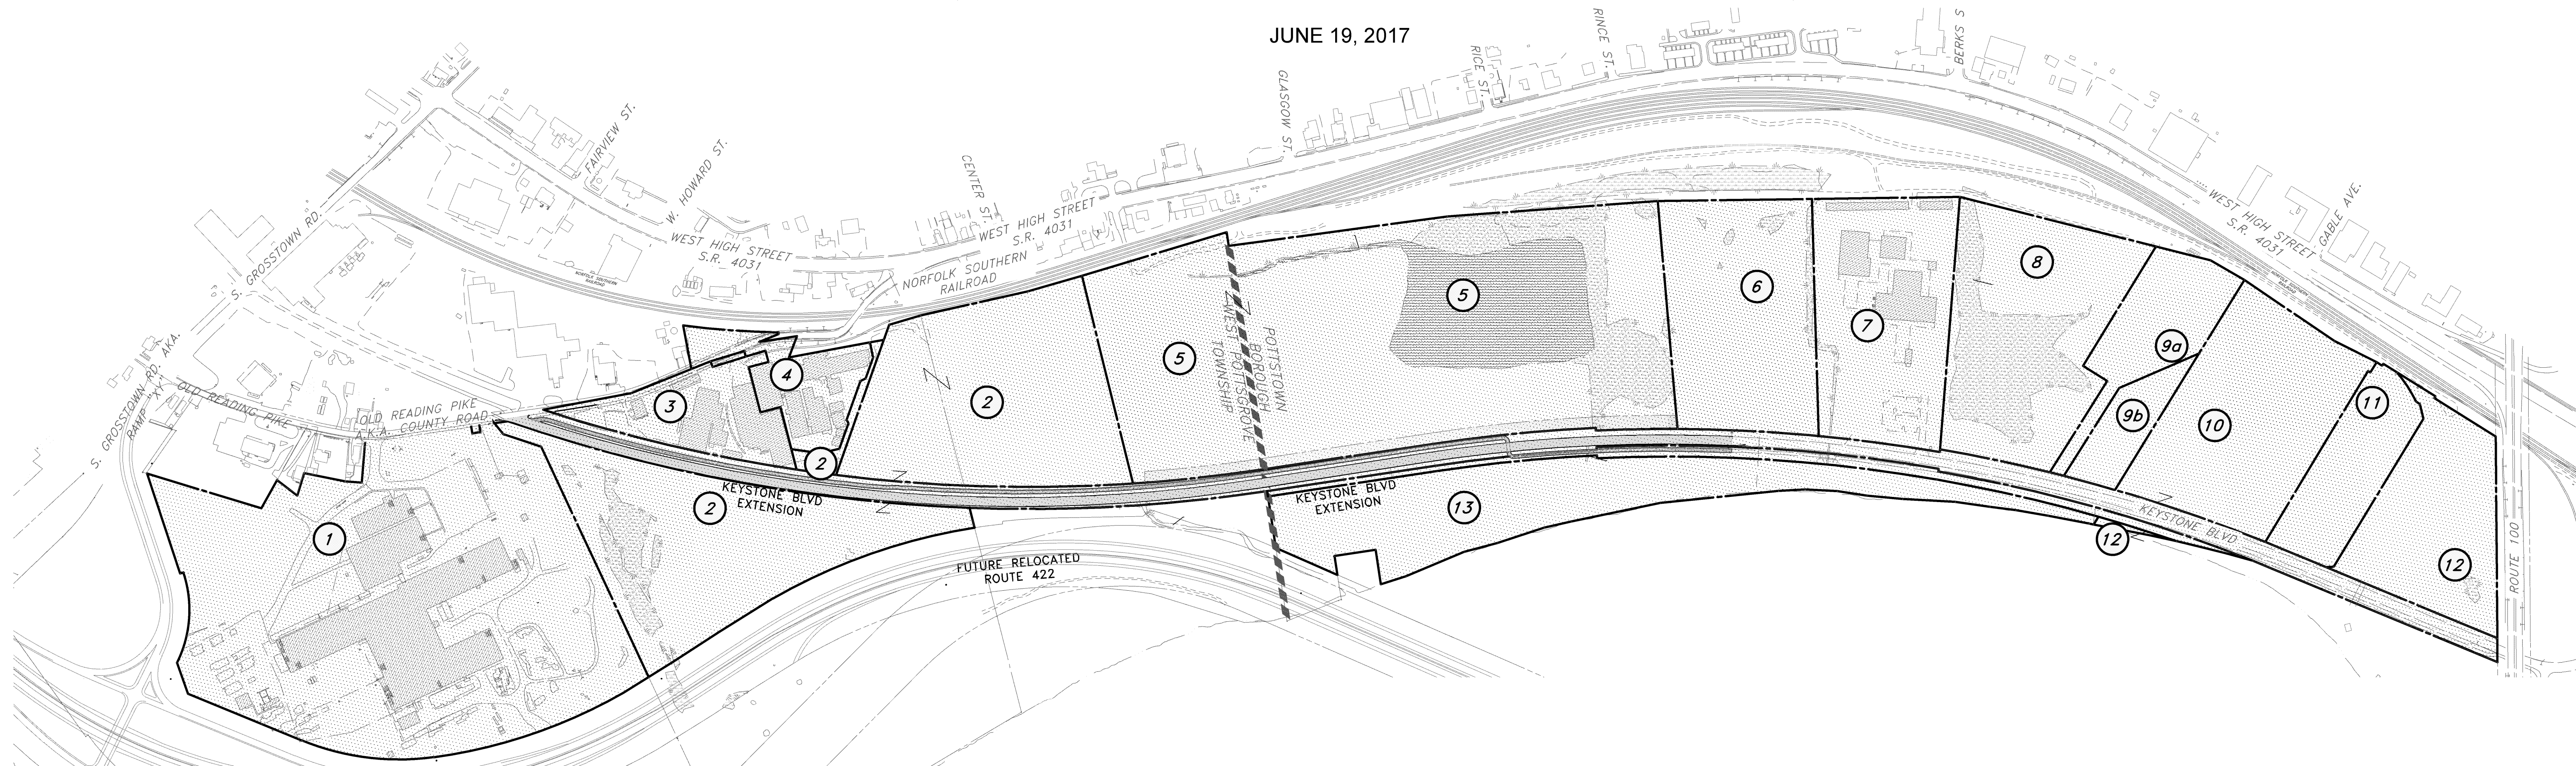 JUNE 19, 2017
RINCE ST.
BERKS S
RICE ST.
GLASGOW ST.
FAIRVIEW ST.
W. HOWARD ST.
CENTER ST.
WEST HIGH STREET
S.R. 4031
WEST HIGH STREET
S.R. 4031
WEST HIGH STREET
S.R. 4031
GABLE AVE.
S. GROSSTOWN RD.
NORFOLK SOUTHERN
RAILROAD
NORFOLK SOUTHERN
RAILROAD
S. GROSSTOWN RD. AKA.
RAMP "XY"
OLD READING PIKE
OLD READING PIKE
A.K.A. COUNTY ROAD
WEST POTTSGROVE
TOWNSHIP
POTTSTOWN
BOROUGH
1
2
2
2
3
4
5
5
6
7
8
9a
9b
10
11
12
12
13
KEYSTONE BLVD
EXTENSION
KEYSTONE BLVD
EXTENSION
KEYSTONE BLVD
FUTURE RELOCATED
ROUTE 422
ROUTE 100